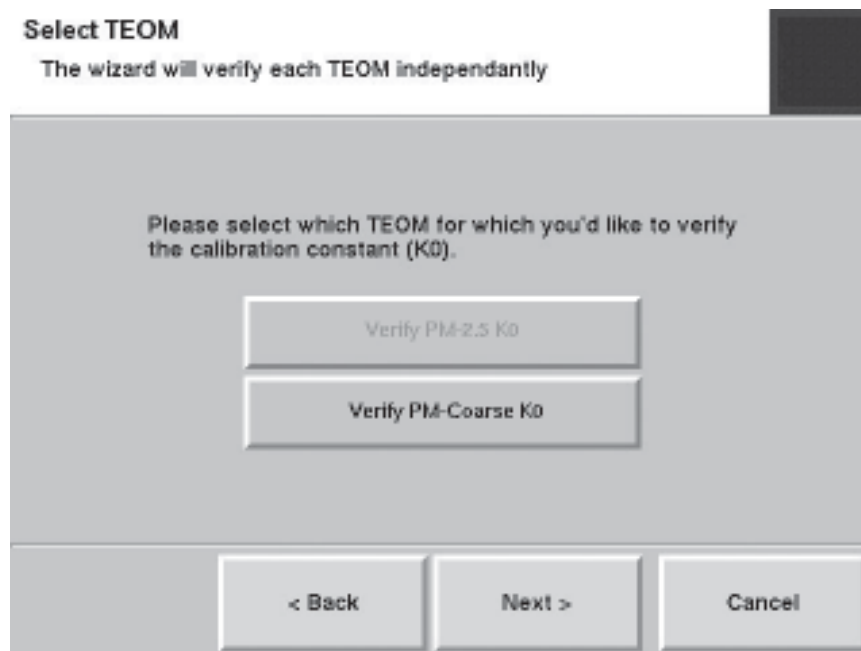 Select TEOM
The wizard will verify each TEOM independantly
Please select which TEOM for which you'd like to verify
the calibration constant (K0).
Verify PM-2.5 K0
Verify PM-Coarse K0
< Back
Next >
Cancel